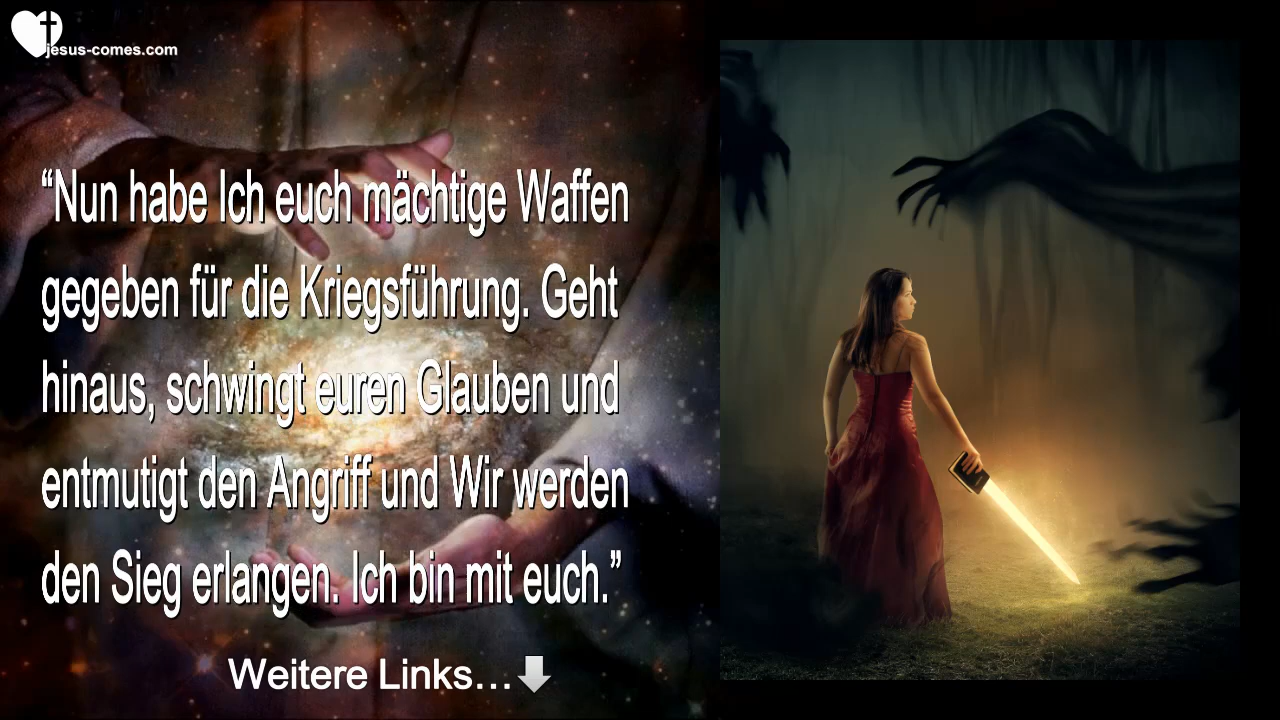 jesus-comes.com
“Nun habe Ich euch mächtige Waffen
gegeben für die Kriegsführung. Geht
hinaus, schwingt euren Glauben und
entmutigt den Angriff und Wir werden
den Sieg erlangen. Ich bin mit euch.”
Weitere Links...